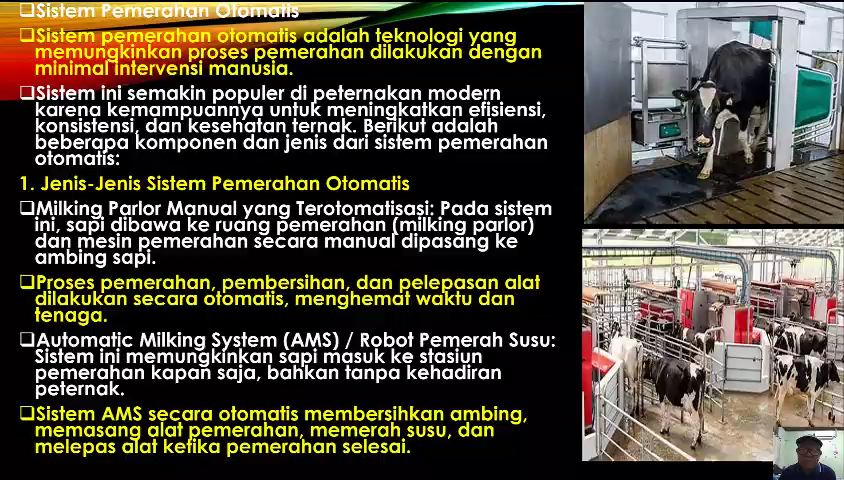 ❑Sistem Pemerahan Otomatis
❑Sistem pemerahan otomatis adalah teknologi yang
memungkinkan proses pemerahan dilakukan dengan
minimal intervensi manusia.
❑Sistem ini semakin populer di peternakan modern
karena kemampuannya untuk meningkatkan efisiensi,
konsistensi, dan kesehatan ternak. Berikut adalah
beberapa komponen dan jenis dari sistem pemerahan
otomatis:
1. Jenis-Jenis Sistem Pemerahan Otomatis
❑Milking Parlor Manual yang Terotomatisasi: Pada sistem
ini, sapi dibawa ke ruang pemerahan (milking parlor)
dan mesin pemerahan secara manual dipasang ke
ambing sapi.
❑Proses pemerahan, pembersihan, dan pelepasan alat
dilakukan secara otomatis, menghemat waktu dan
tenaga.
❑Automatic Milking System (AMS) / Robot Pemerah Susu:
Sistem ini memungkinkan sapi masuk ke stasiun
pemerahan kapan saja, bahkan tanpa kehadiran
peternak.
❑Sistem AMS secara otomatis membersihkan ambing,
memasang alat pemerahan, memerah susu, dan
melepas alat ketika pemerahan selesai.